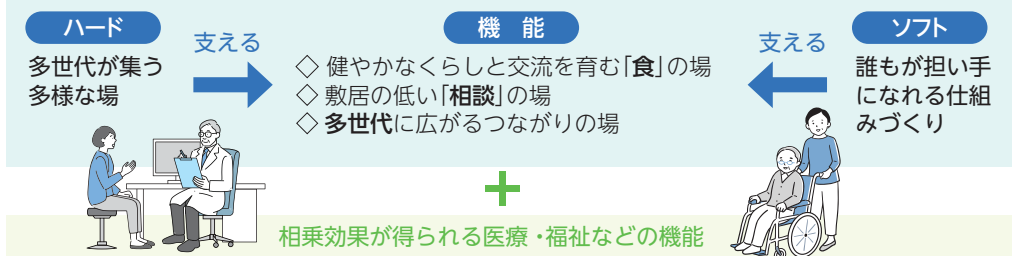 ハード
支える
多世代が集う
多様な場
機 能
◇ 健やかなくらしと交流を育む「食」の場
◇ 敷居の低い「相談」の場
◇ 多世代に広がるつながりの場
ソフト
支える
誰もが担い手
になれる仕組
みづくり
+
相乗効果が得られる医療・福祉などの機能